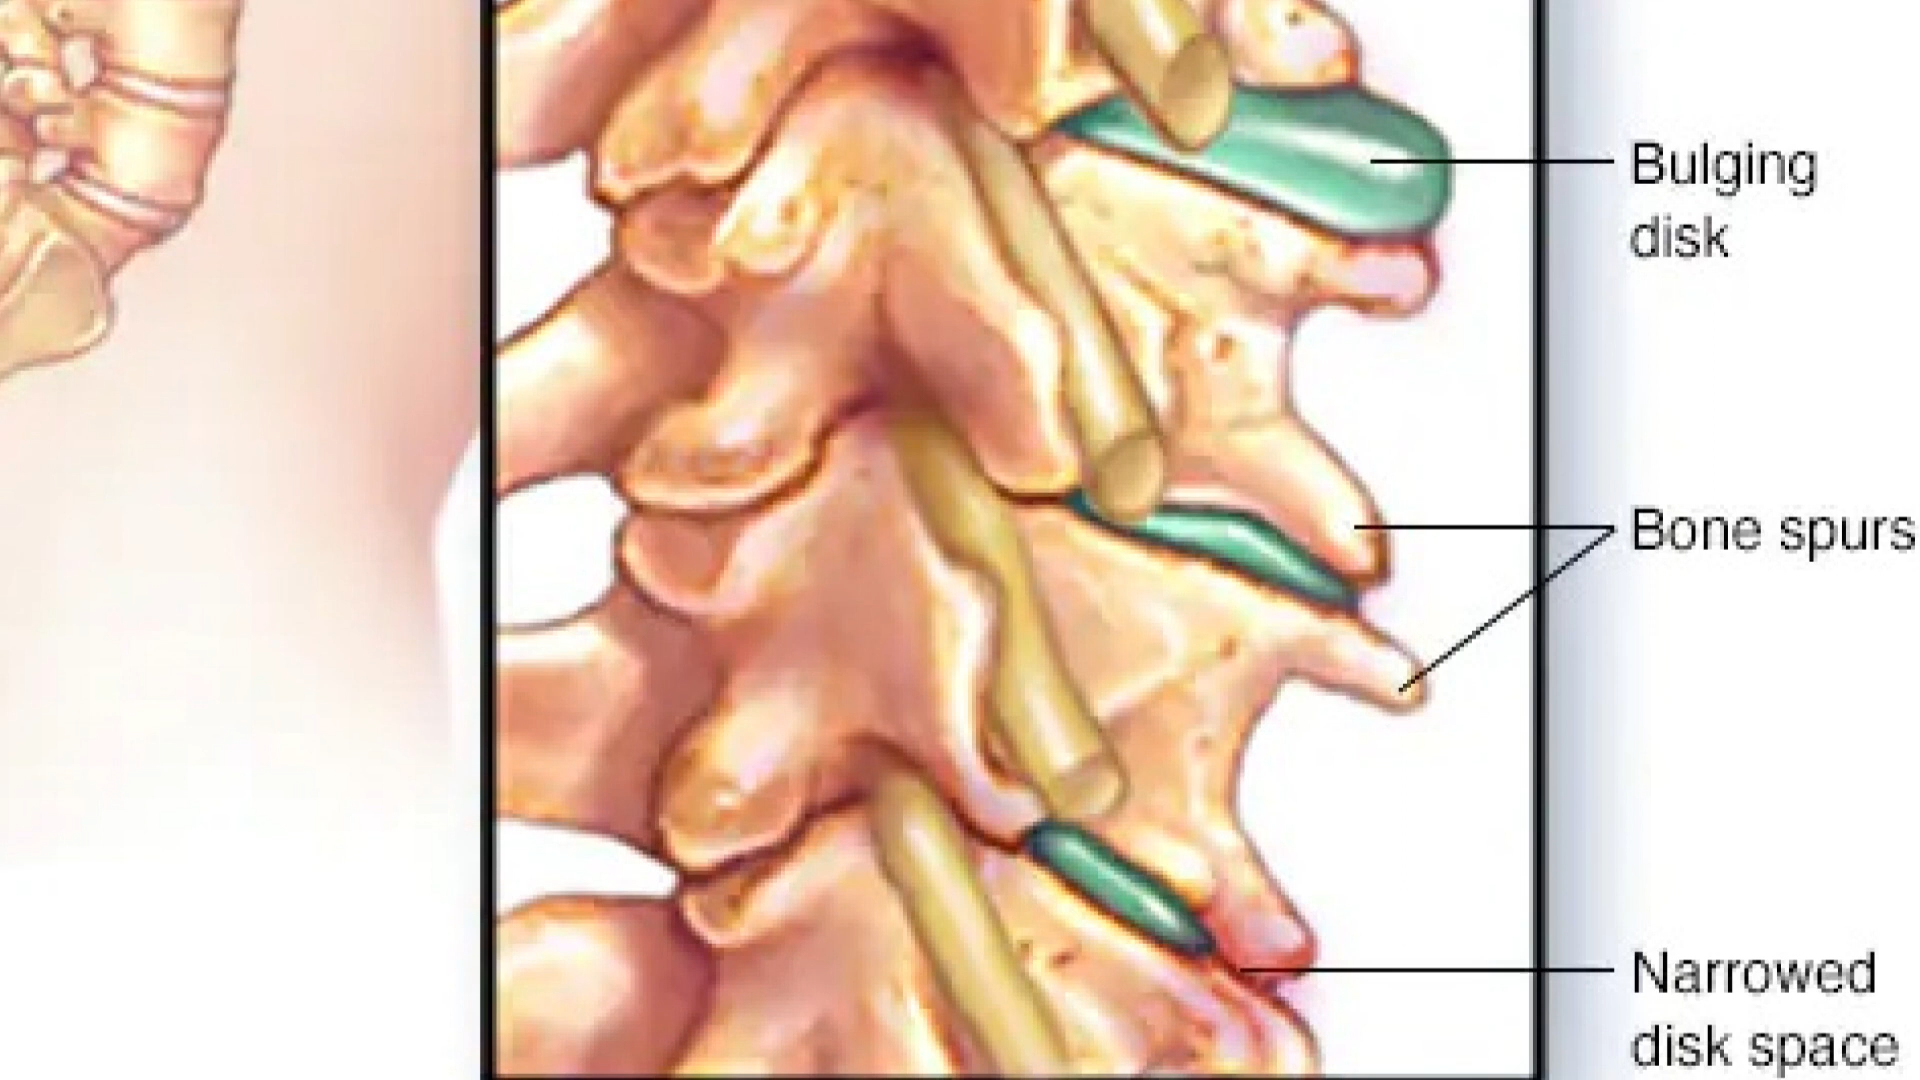 Bulging
disk
Bone spurs
Narrowed
disk space